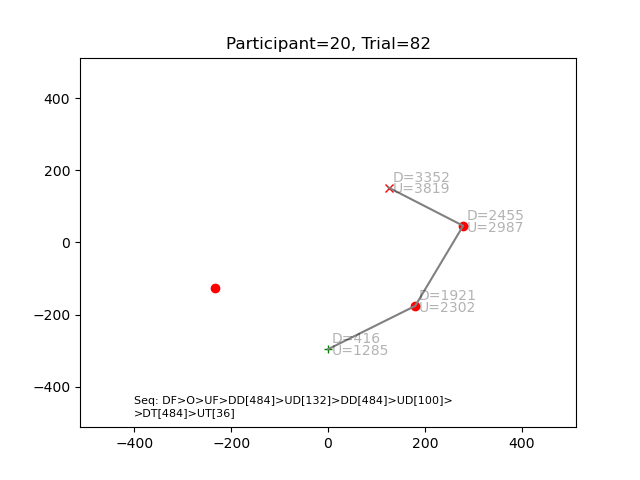 Participant=20, Trial=82
400
200
0
−200
−400
D=3352
U=3819
D=2455
U=2987
D=1921
U=2302
D=416
U=1285
Seq: DF>O>UF>DD[484]>UD[132]>DD[484]>UD[100]>
>DT[484]>UT[36]
−400 −200 0 200 400